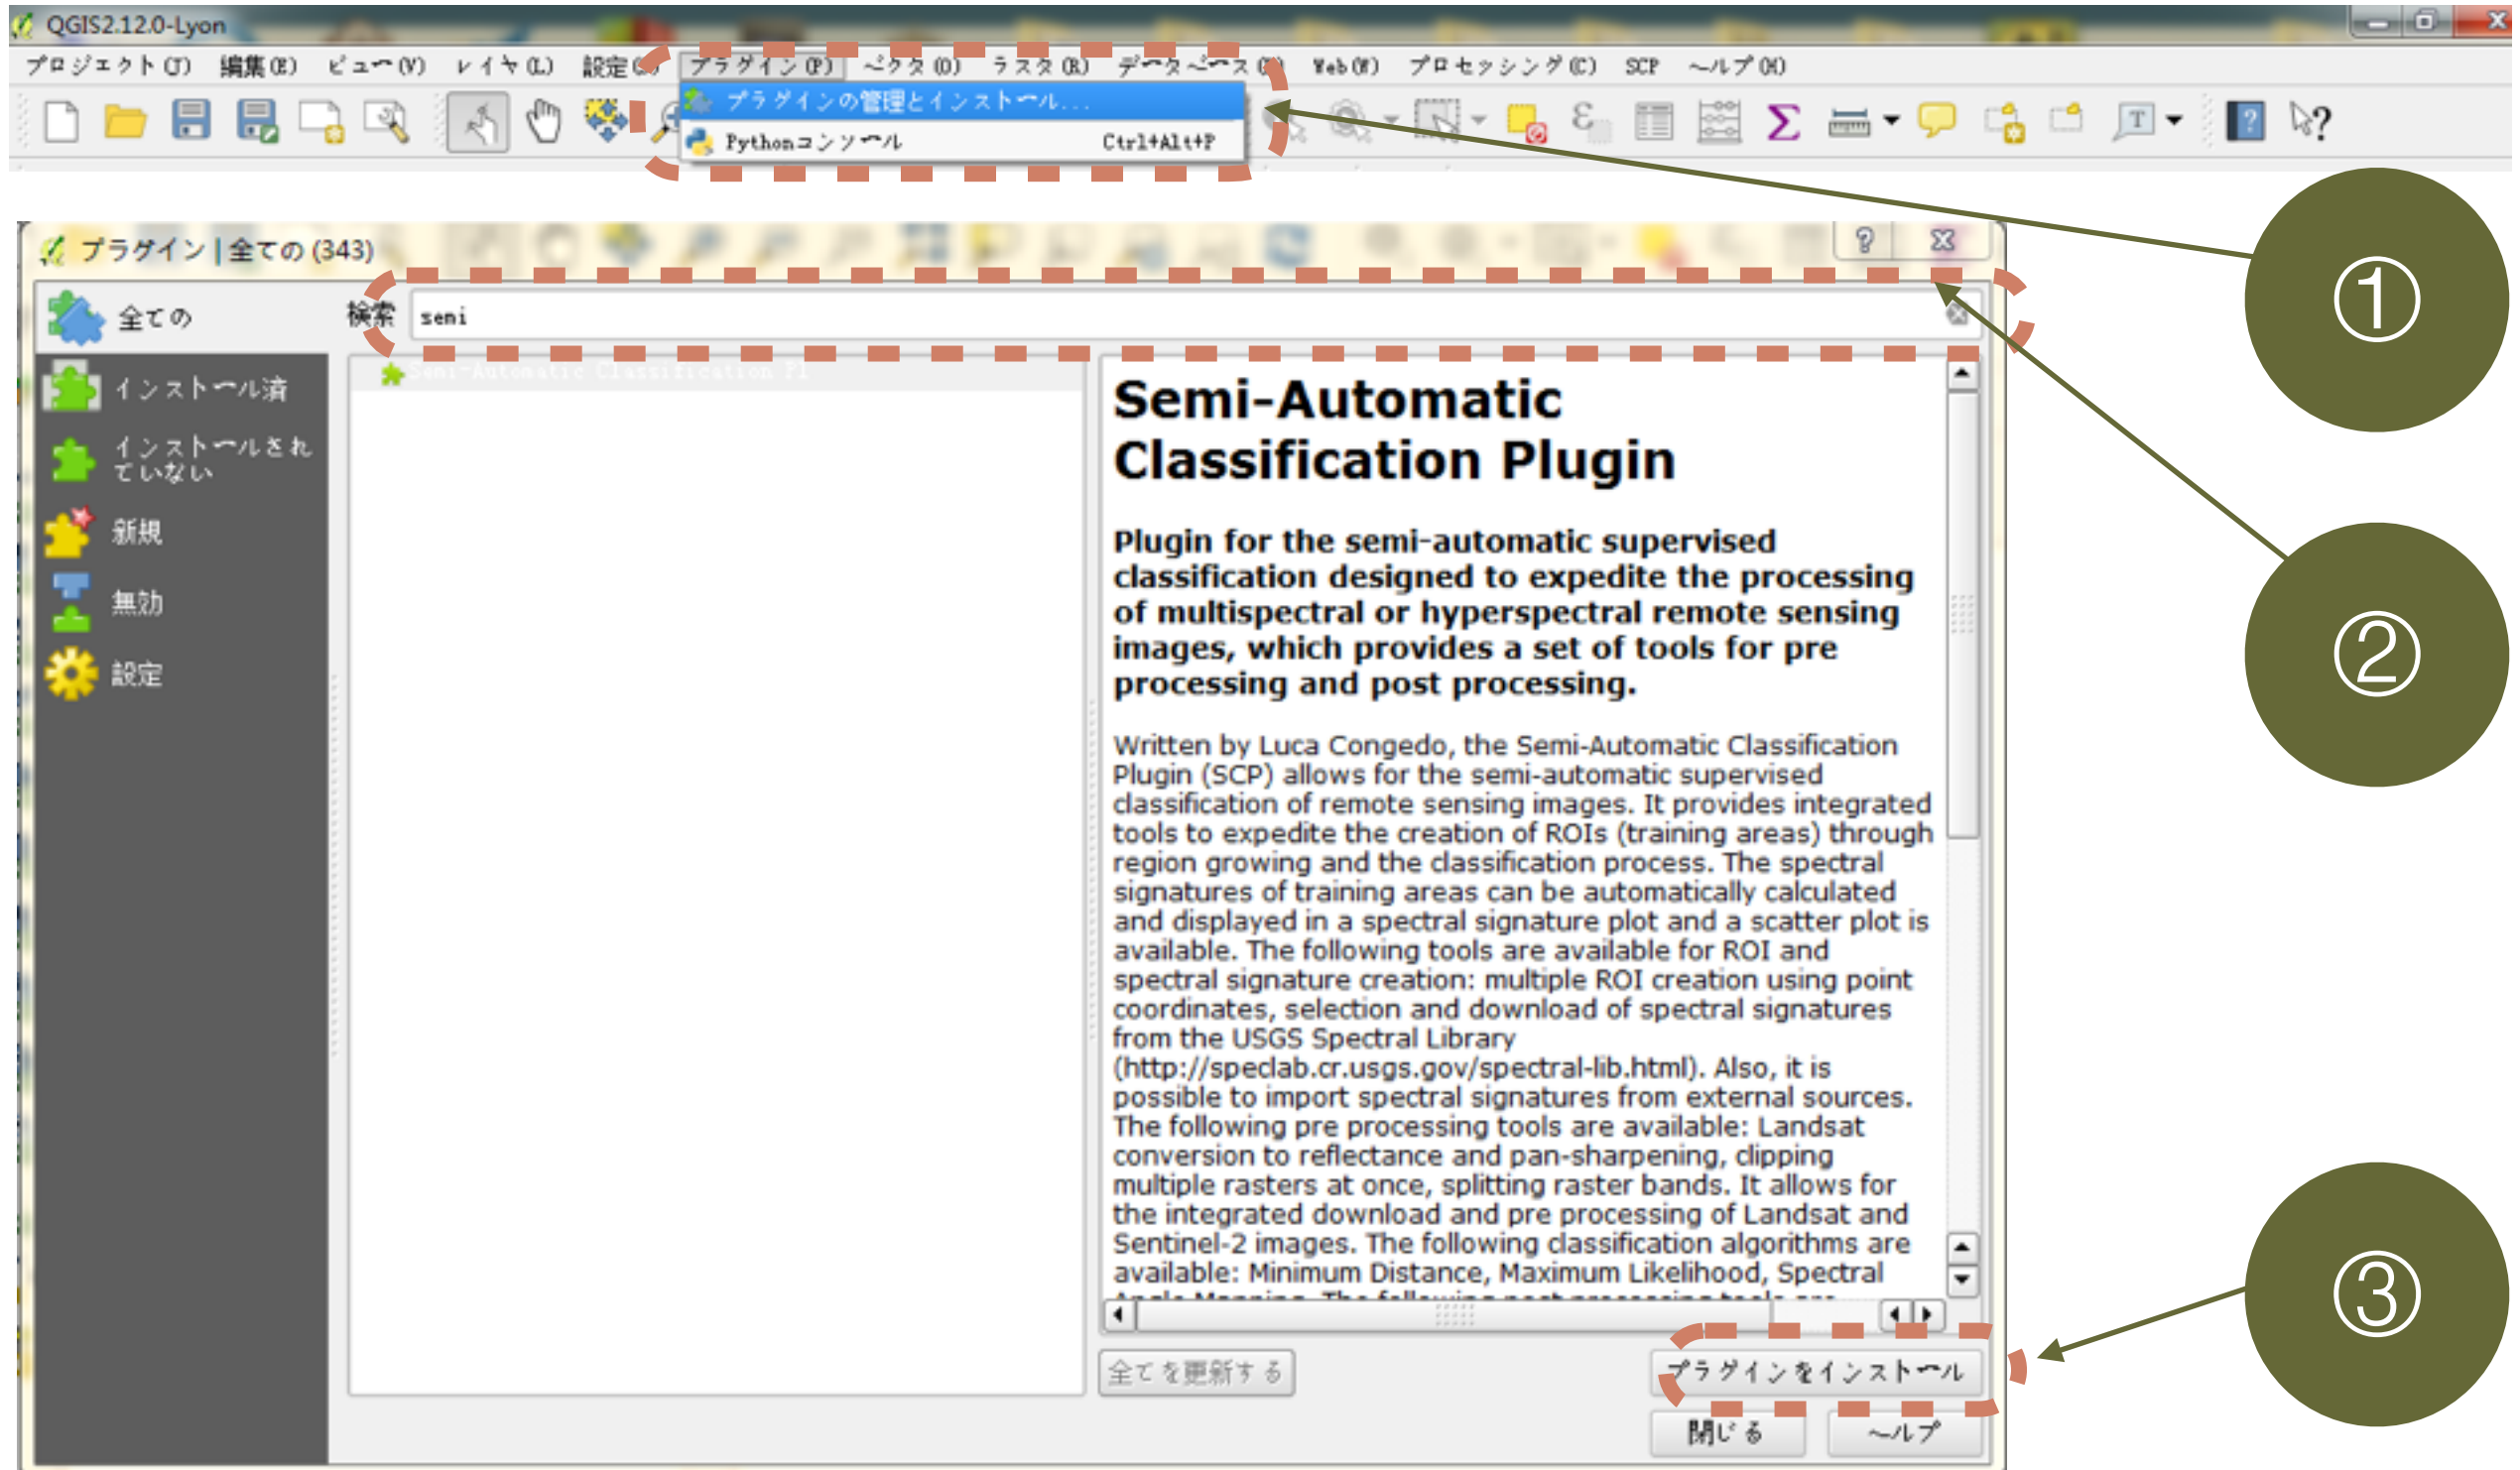 QGIS2.12.0-Lyon
プロジェクト(J) 編集(E) ビュー(V) レイヤ(L) 設定 プラグイン(P) ベクタ(O) ラスタ(R) データベース Web(W) プロセッシング(C) SCP ヘルプ(H)
プラグインの管理とインストール...
Pythonコンソール Ctrl+Alt+P
①
プラグイン | 全ての (343)
全ての
検索 semi
インストール済
インストールされ
ていない
新規
無効
設定
Semi-Automatic Classification Pl
Semi-Automatic
Classification Plugin
Plugin for the semi-automatic supervised
classification designed to expedite the processing
of multispectral or hyperspectral remote sensing
images, which provides a set of tools for pre
processing and post processing.
Written by Luca Congedo, the Semi-Automatic Classification
Plugin (SCP) allows for the semi-automatic supervised
classification of remote sensing images. It provides integrated
tools to expedite the creation of ROIs (training areas) through
region growing and the classification process. The spectral
signatures of training areas can be automatically calculated
and displayed in a spectral signature plot and a scatter plot is
available. The following tools are available for ROI and
spectral signature creation: multiple ROI creation using point
coordinates, selection and download of spectral signatures
from the USGS Spectral Library
(http://speclab.cr.usgs.gov/spectral-lib.html). Also, it is
possible to import spectral signatures from external sources.
The following pre processing tools are available: Landsat
conversion to reflectance and pan-sharpening, clipping
multiple rasters at once, splitting raster bands. It allows for
the integrated download and pre processing of Landsat and
Sentinel-2 images. The following classification algorithms are
available: Minimum Distance, Maximum Likelihood, Spectral
Angle Mapping. The following post processing tools are
②
全てを更新する
プラグインをインストール
③
閉じる
ヘルプ